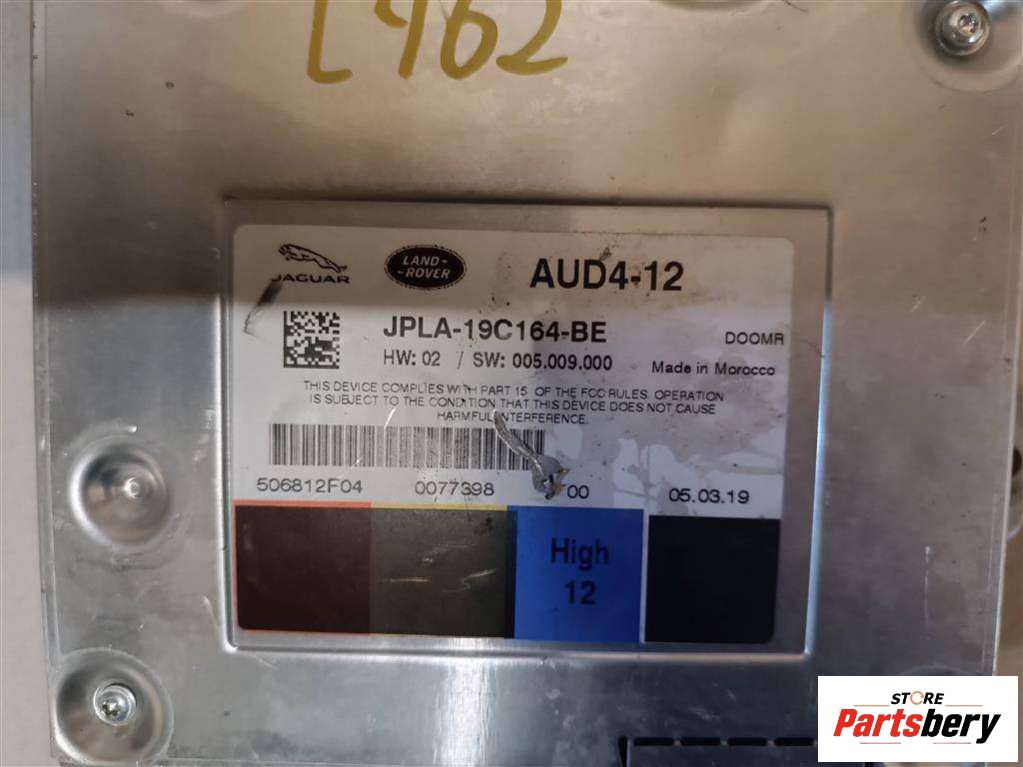 L462
JAGUAR
LAND-
-ROVER
AUD4-12
JPLA-19C164-BE
DOOMR
HW: 02 / SW: 005.009.000
Made in Morocco
THIS DEVICE COMPLIES WITH PART 15 OF THE FCC RULES. OPERATION
IS SUBJECT TO THE CONDITION THAT THIS DEVICE DOES NOT CAUSE
HARMFUL INTERFERENCE.
506812F04 0077398 00 05.03.19
High
12
STORE
Partsbery